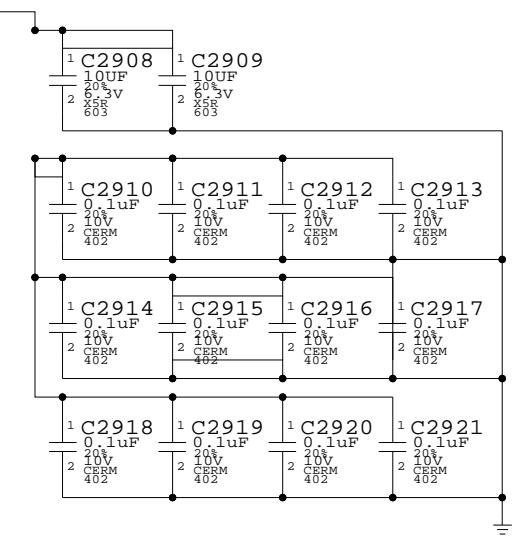 1 C2908 1 C2909
10UF 10UF
20% 20%
6.3V 6.3V
2 X5R 2 X5R
603 603
1 C2910 1 C2911 1 C2912 1 C2913
0.1uF 0.1uF 0.1uF 0.1uF
20% 20% 20% 20%
10V 10V 10V 10V
2 CERM 2 CERM 2 CERM 2 CERM
402 402 402 402
1 C2914 1 C2915 1 C2916 1 C2917
0.1uF 0.1uF 0.1uF 0.1uF
20% 20% 20% 20%
10V 10V 10V 10V
2 CERM 2 CERM 2 CERM 2 CERM
402 402 402 402
1 C2918 1 C2919 1 C2920 1 C2921
0.1uF 0.1uF 0.1uF 0.1uF
20% 20% 20% 20%
10V 10V 10V 10V
2 CERM 2 CERM 2 CERM 2 CERM
402 402 402 402